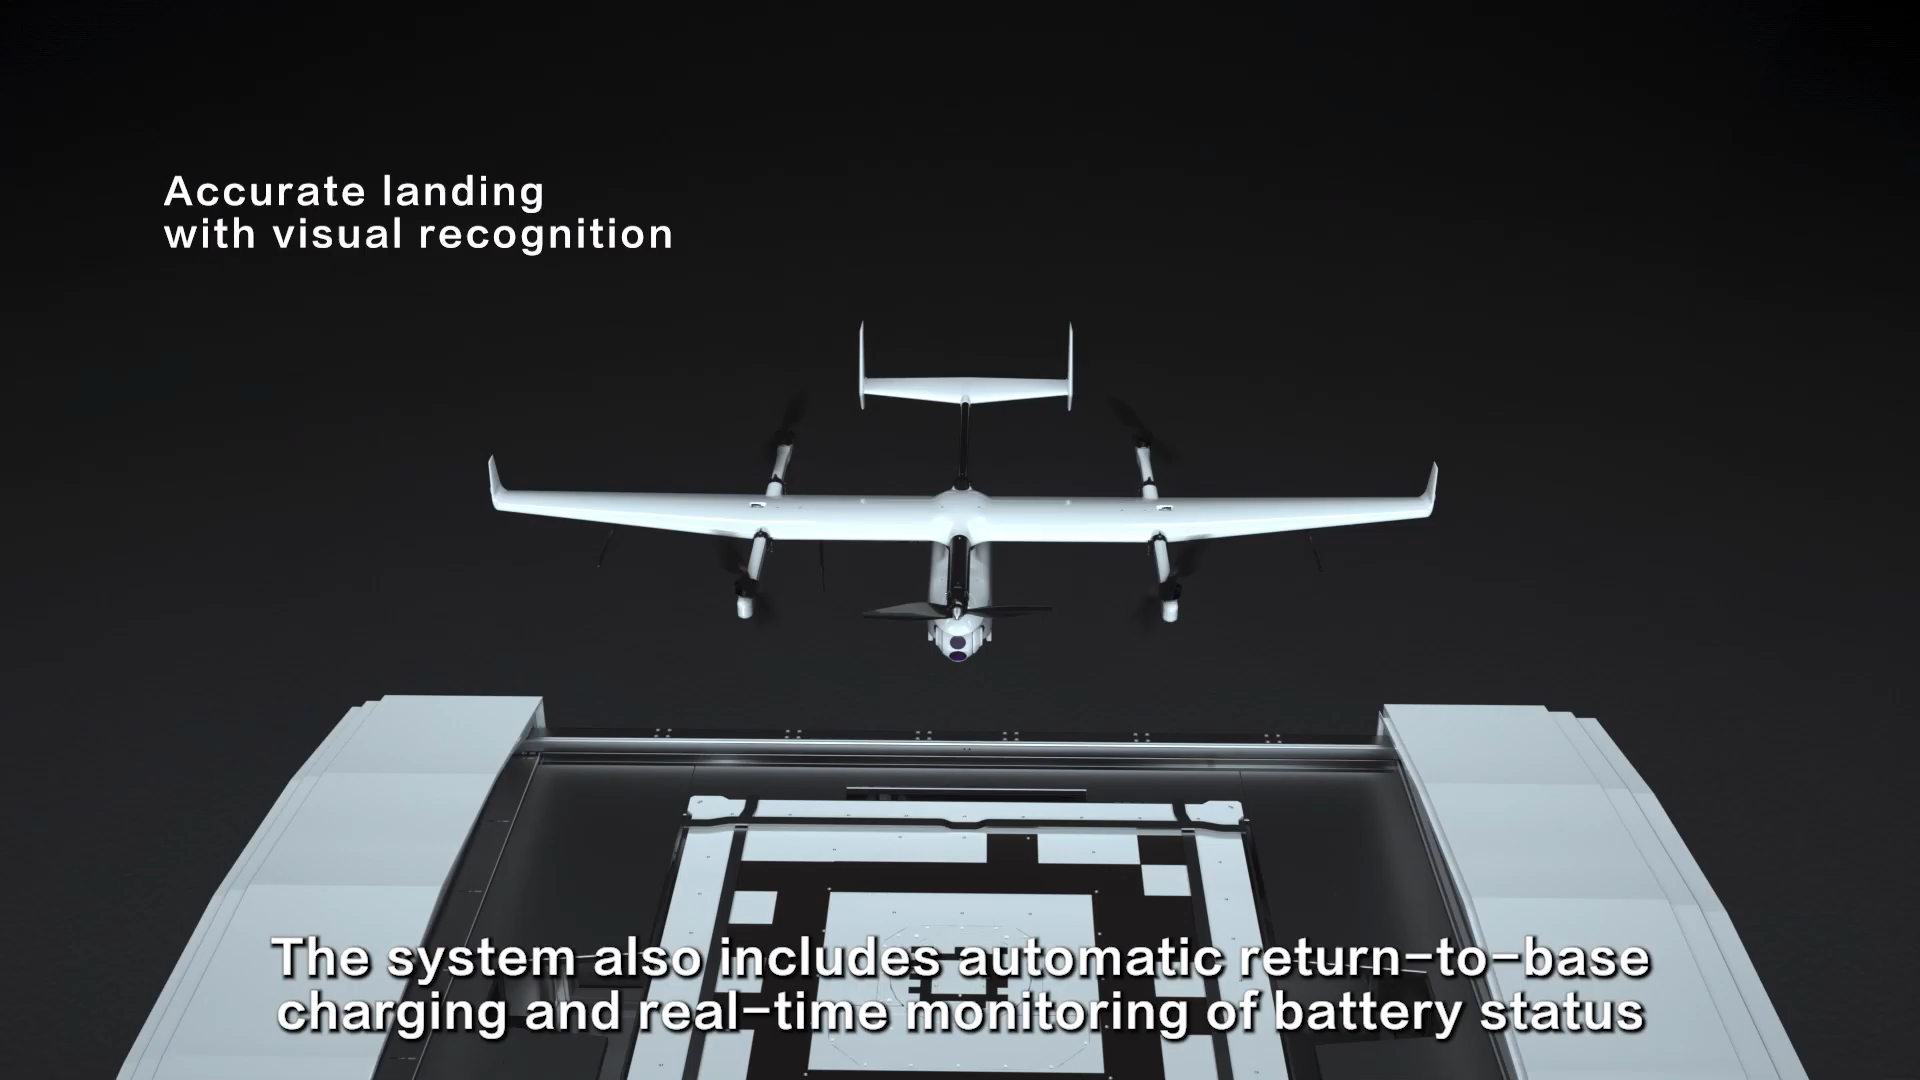 Accurate landing
with visual recognition
The system also includes automatic return-to-base
charging and real-time monitoring of battery status